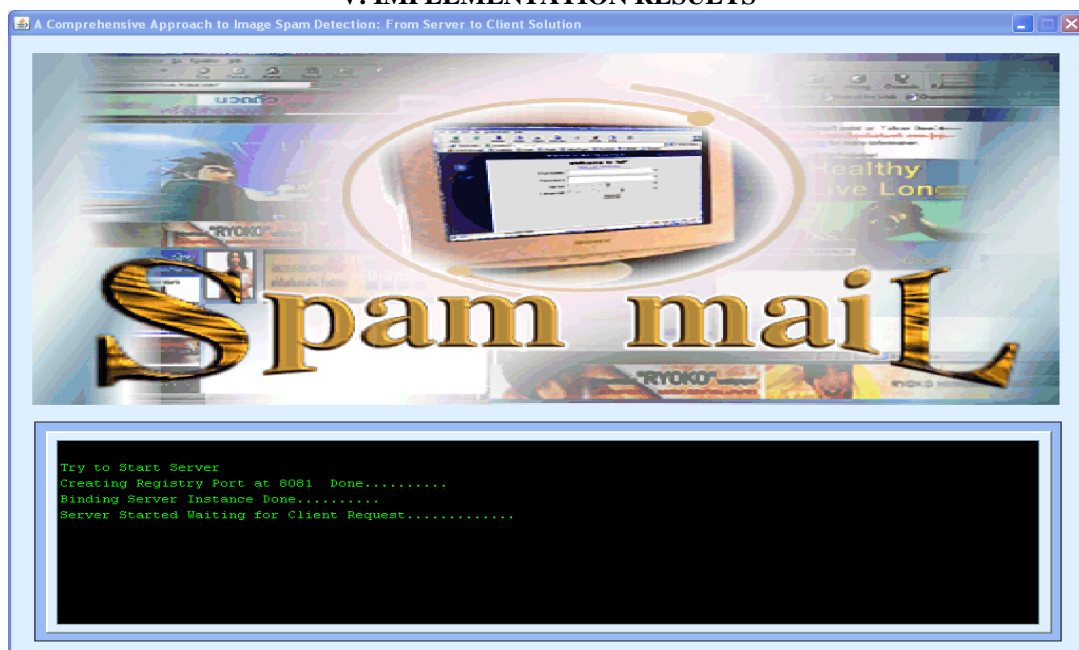 V. IMPLEMENTATION RESULTS
A Comprehensive Approach to Image Spam Detection: From Server to Client Solution
Healthy
"RYOKO"
Spam maiL
"RYOKO"
RYOKO
Try to Start Server
Creating Registry Port at 8081 Done..........
Binding Server Instance Done..........
Server Started Waiting for Client Request.............